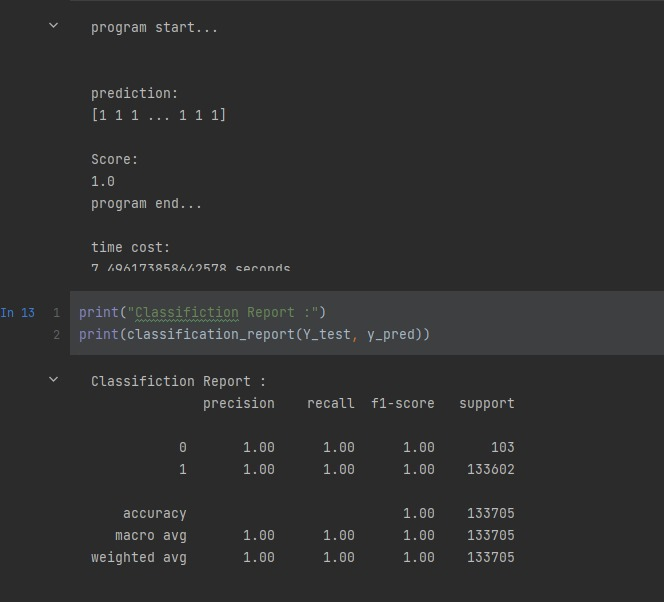 program start...
prediction:
[1 1 1 ... 1 1 1]
Score:
1.0
program end...
time cost:
7.496173858642578 seconds
In 13 1 print("Classifiction Report :")
2 print(classification_report(Y_test, y_pred))
Classifiction Report :
precision recall f1-score support
0 1.00 1.00 1.00 103
1 1.00 1.00 1.00 133602
accuracy 1.00 133705
macro avg 1.00 1.00 1.00 133705
weighted avg 1.00 1.00 1.00 133705